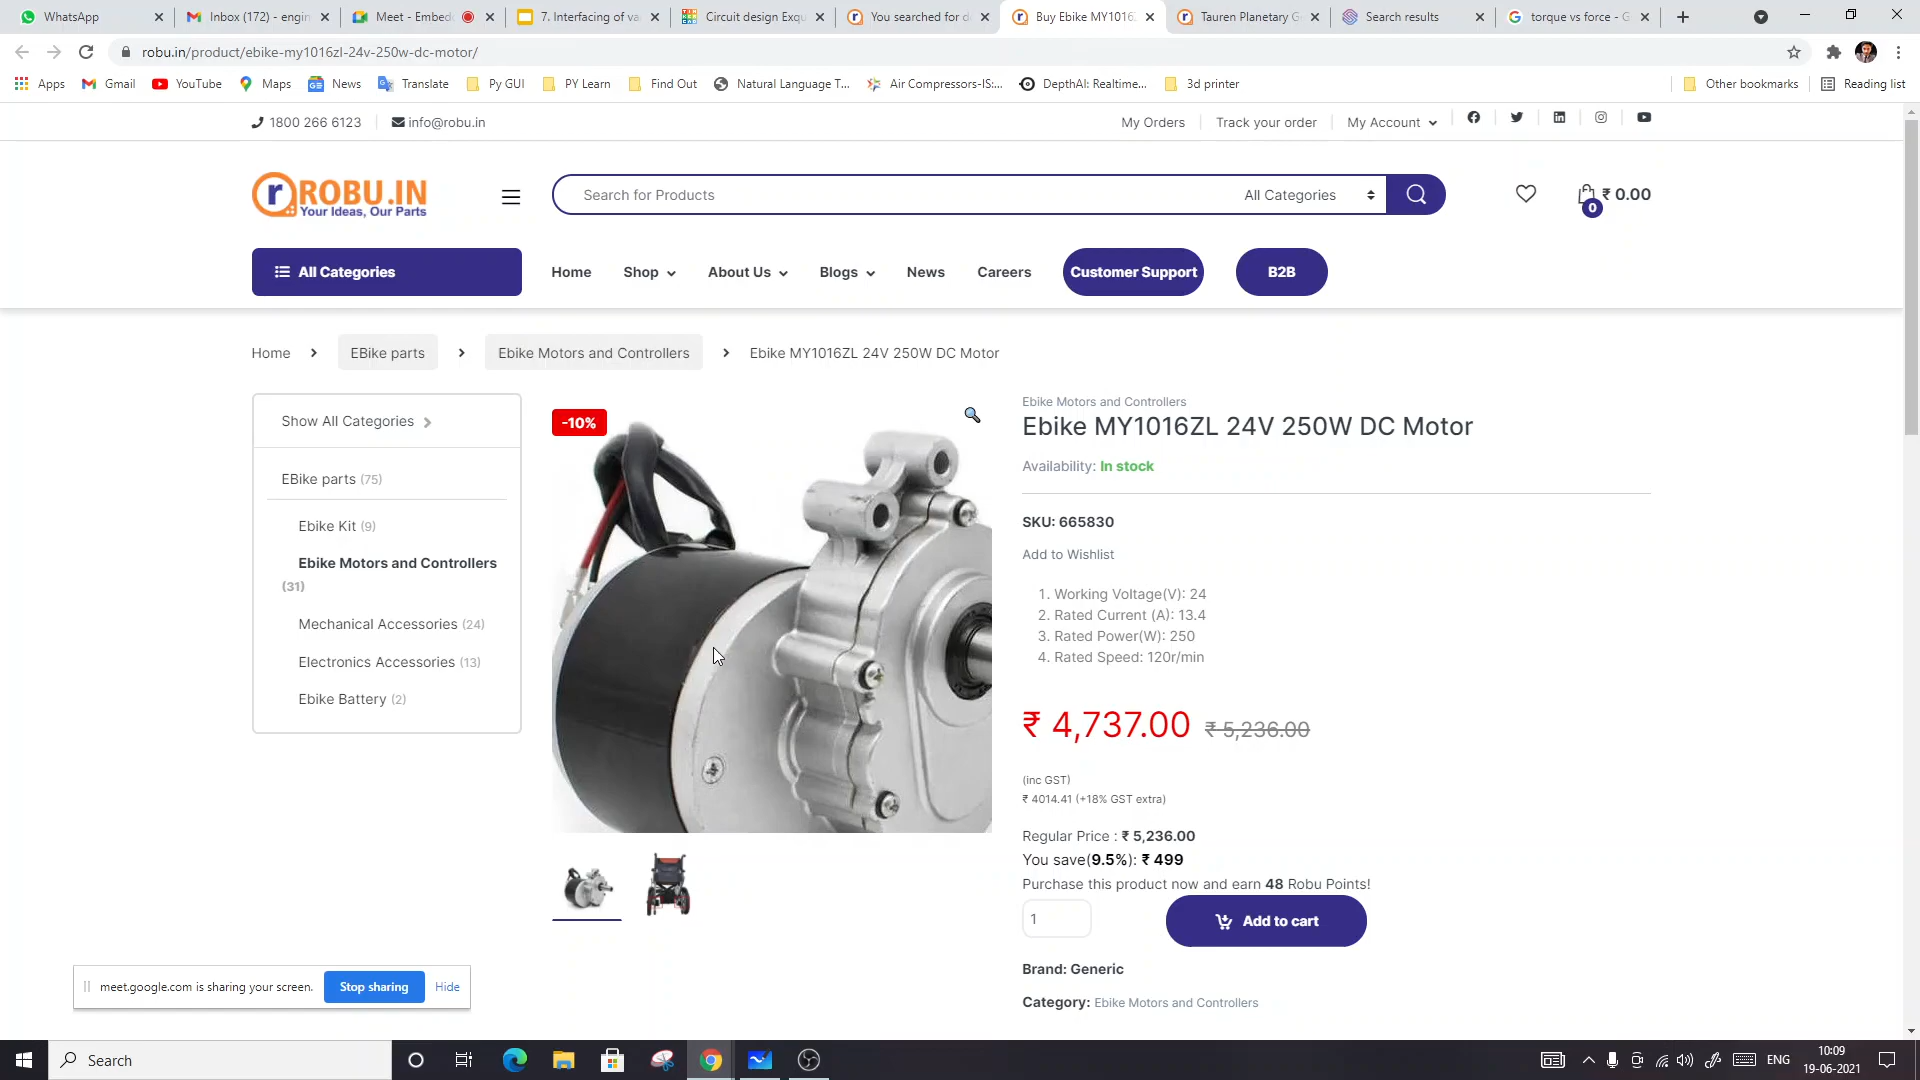 WhatsApp
Inbox (172) - engin
Meet - Embed
7. Interfacing of va
Circuit design Exqu
You searched for d
Buy Ebike MY1016
Tauren Planetary G
Search results
torque vs force - G
robu.in/product/ebike-my1016zl-24v-250w-dc-motor/
Apps
Gmail
YouTube
Maps
News
Translate
Py GUI
PY Learn
Find Out
Natural Language T...
Air Compressors-IS:...
DepthAI: Realtime...
3d printer
Other bookmarks
Reading list
1800 266 6123
info@robu.in
My Orders
Track your order
My Account
ROBU.IN
Your Ideas, Our Parts
Search for Products
All Categories
0
₹ 0.00
All Categories
Home
Shop
About Us
Blogs
News
Careers
Customer Support
B2B
Home
EBike parts
Ebike Motors and Controllers
Ebike MY1016ZL 24V 250W DC Motor
Show All Categories
EBike parts (75)
Ebike Kit (9)
Ebike Motors and Controllers
(31)
Mechanical Accessories (24)
Electronics Accessories (13)
Ebike Battery (2)
-10%
Ebike Motors and Controllers
Ebike MY1016ZL 24V 250W DC Motor
Availability: In stock
SKU: 665830
Add to Wishlist
1. Working Voltage(V): 24
2. Rated Current (A): 13.4
3. Rated Power(W): 250
4. Rated Speed: 120r/min
₹ 4,737.00 ₹ 5,236.00
(inc GST)
₹ 4014.41 (+18% GST extra)
Regular Price : ₹ 5,236.00
You save(9.5%): ₹ 499
Purchase this product now and earn 48 Robu Points!
1
Add to cart
Brand: Generic
Category: Ebike Motors and Controllers
meet.google.com is sharing your screen.
Stop sharing
Hide
Search
ENG
10:09
19-06-2021